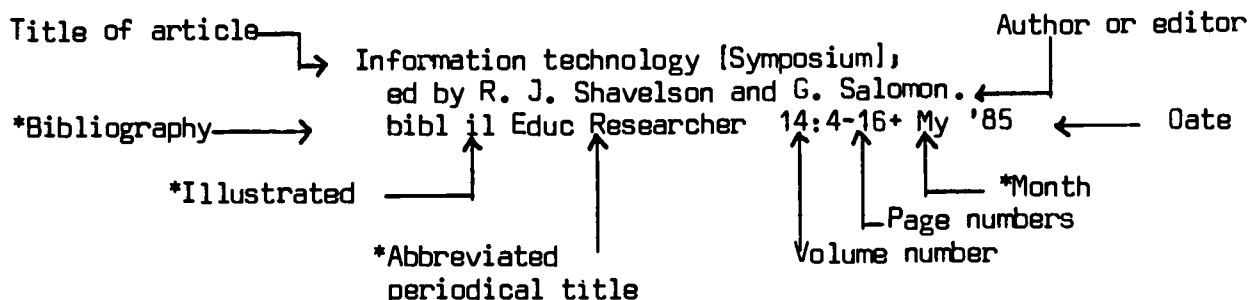 Title of article
Author or editor
Information technology [Symposium];
ed by R. J. Shavelson and G. Salomon.
*Bibliography
bibl il Educ Researcher 14:4-16+ My '85
Date
*Illustrated
*Month
Page numbers
*Abbreviated
Volume number
periodical title